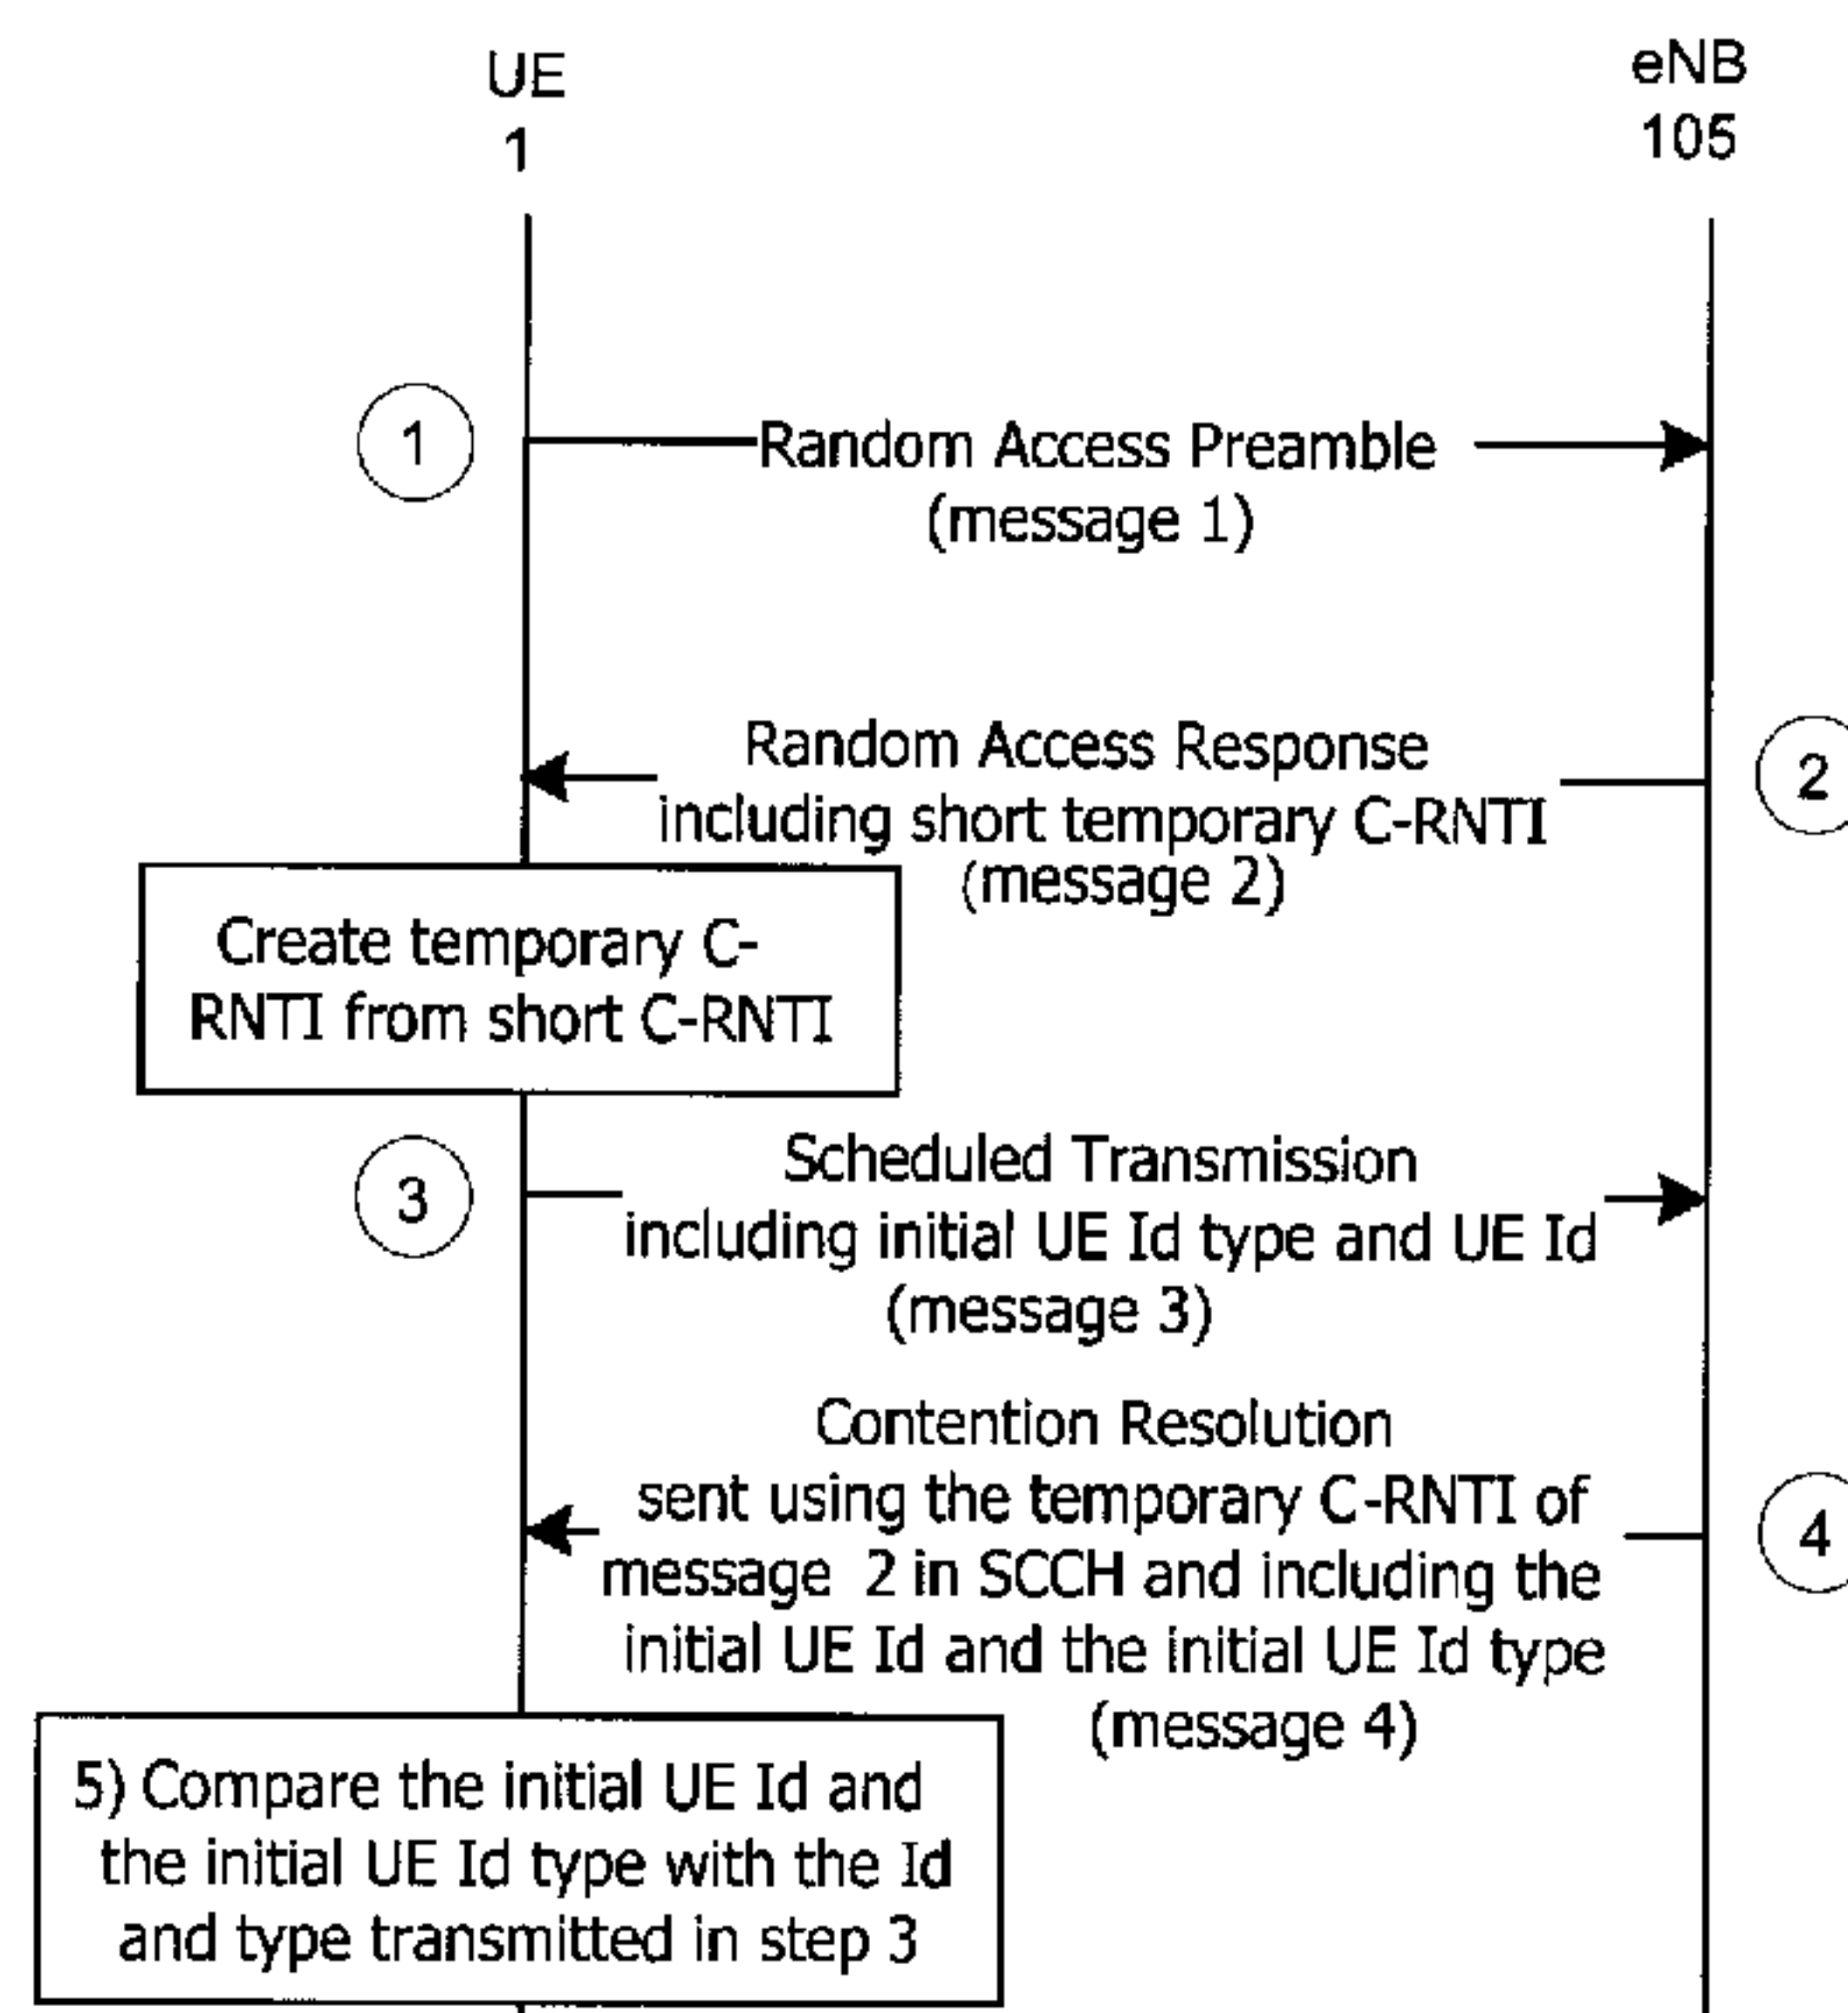 UE
1
eNB
105
1
Random Access Preamble
(message 1)
Random Access Response
including short temporary C-RNTI
(message 2)
2
Create temporary C-
RNTI from short C-RNTI
3
Scheduled Transmission
including initial UE Id type and UE Id
(message 3)
Contention Resolution
sent using the temporary C-RNTI of
message 2 in SCCH and including the
initial UE Id and the initial UE Id type
(message 4)
4
5) Compare the initial UE Id and
the initial UE Id type with the Id
and type transmitted in step 3